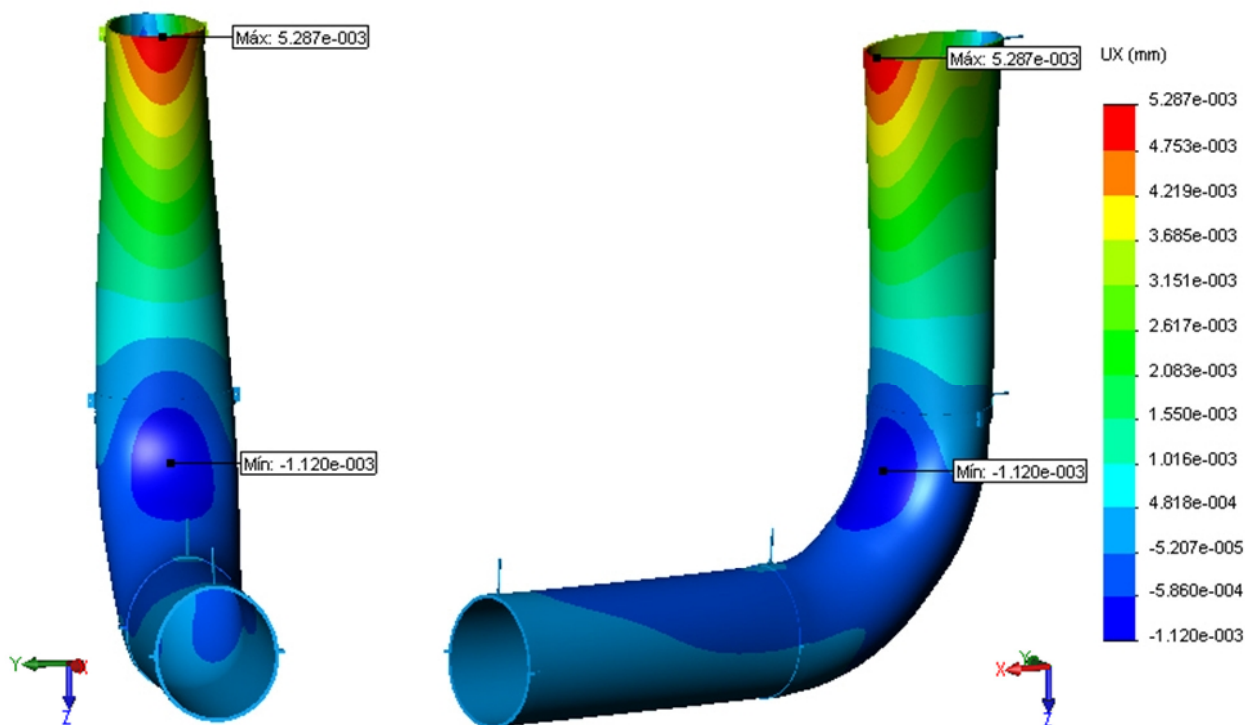 Máx: 5.287e-003
Mín: -1.120e-003
Y
X
Z
Máx: 5.287e-003
Mín: -1.120e-003
X
Y
Z
UX (mm)
5.287e-003
4.753e-003
4.219e-003
3.685e-003
3.151e-003
2.617e-003
2.083e-003
1.550e-003
1.016e-003
4.818e-004
-5.207e-005
-5.860e-004
-1.120e-003